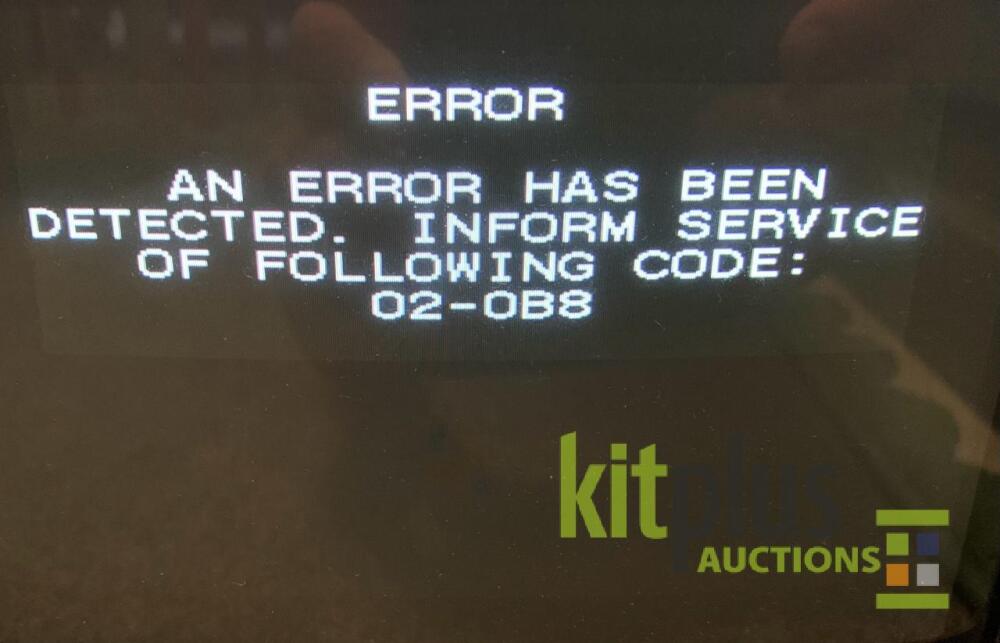 ERROR
AN ERROR HAS BEEN
DETECTED. INFORM SERVICE
OF FOLLOWING CODE:
02-0B8
kitplus
AUCTIONS